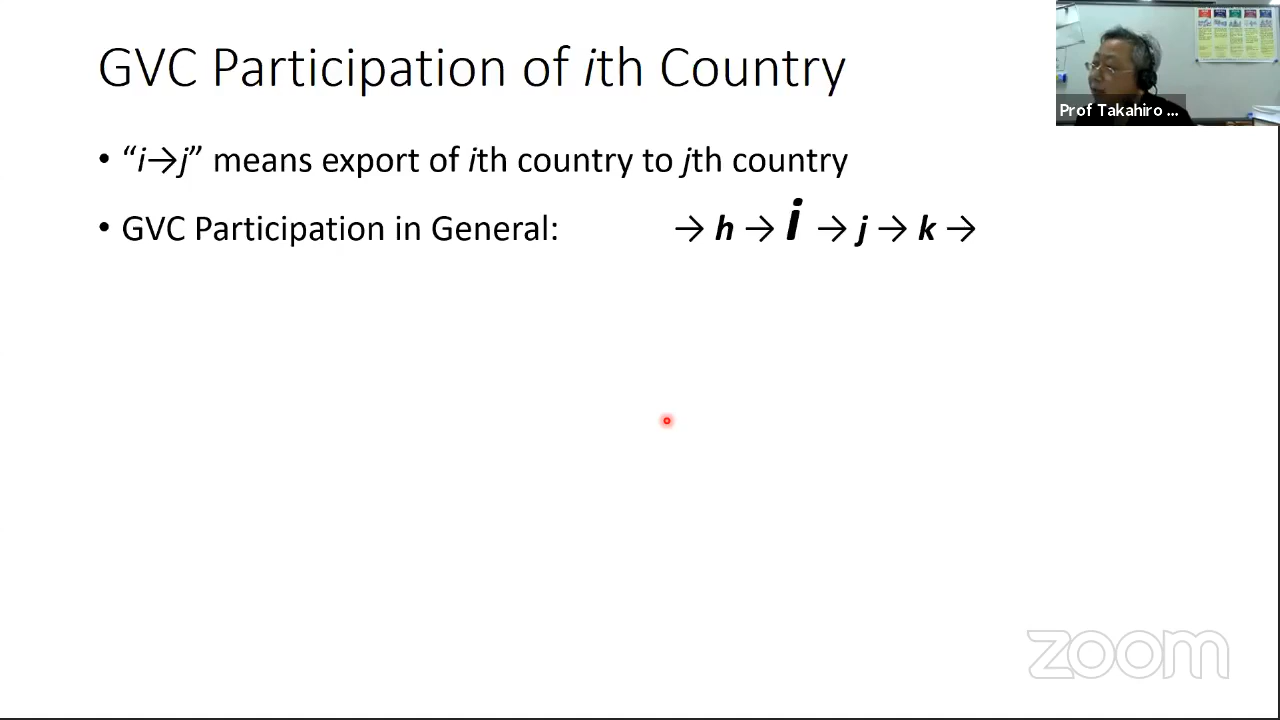 GVC Participation of ith Country
Prof Takahiro ...
• “i→j” means export of ith country to jth country
• GVC Participation in General: → h → i → j → k →
zoom